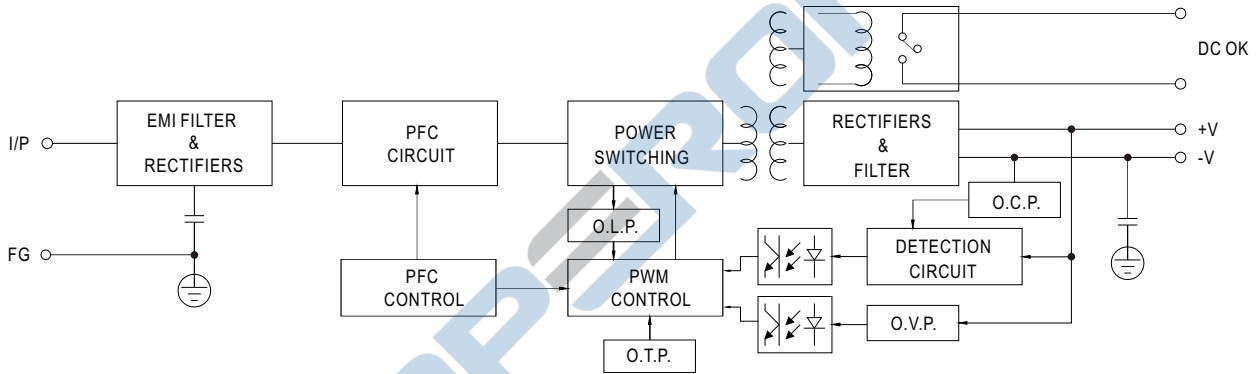 DC OK
I/P
EMI FILTER
&
RECTIFIERS
PFC
CIRCUIT
POWER
SWITCHING
RECTIFIERS
&
FILTER
+V
-V
O.C.P.
O.L.P.
FG
PFC
CONTROL
PWM
CONTROL
DETECTION
CIRCUIT
O.V.P.
O.T.P.